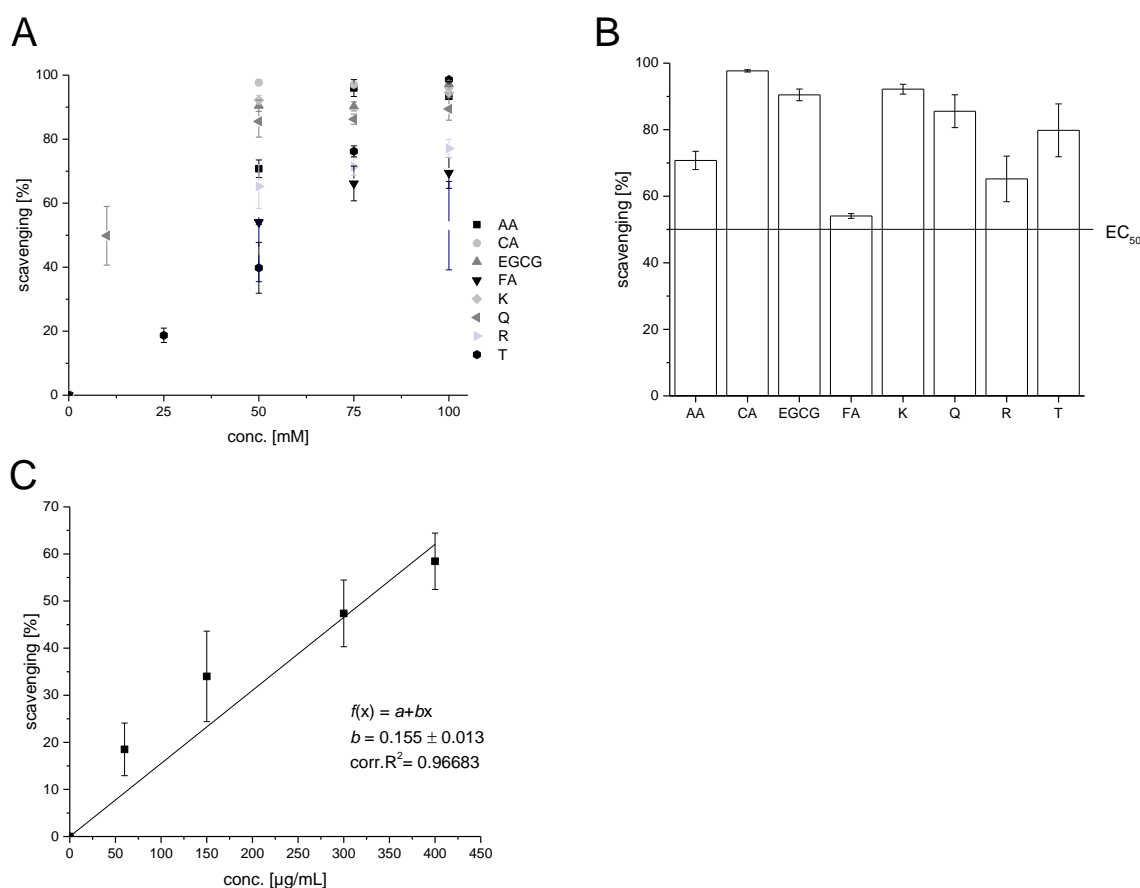 A
100
80
60
40
20
0
scavenging [%]
0 25 50 75 100
conc. [mM]
AA
CA
EGCG
FA
K
Q
R
T
B
100
80
60
40
20
0
scavenging [%]
EC50
AA CA EGCG FA K Q R T
C
70
60
50
40
30
20
10
0
scavenging [%]
f(x) = a+bx
b = 0.155 ± 0.013
corr.R²= 0.96683
0 50 100 150 200 250 300 350 400 450
conc. [µg/mL]